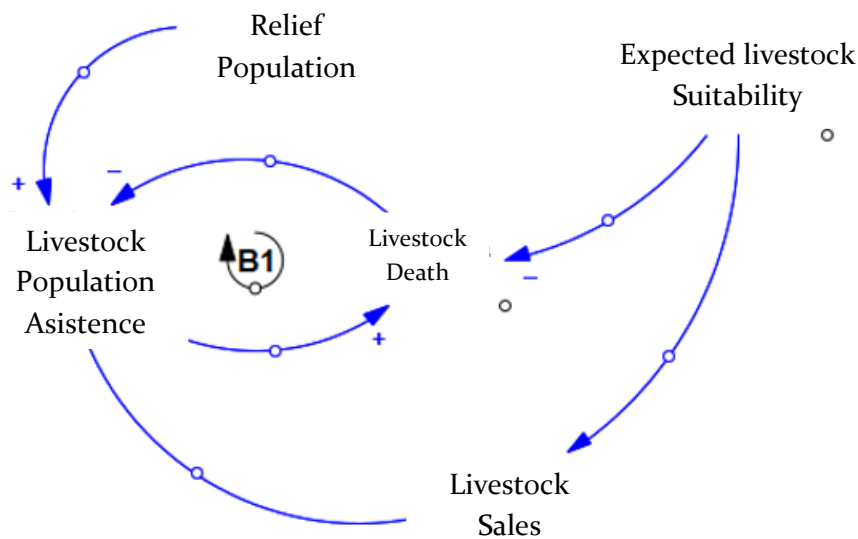 Relief
Population
Expected livestock
Suitability
+
–
Livestock
Population
Asistence
B1
Livestock
Death
–
+
Livestock
Sales